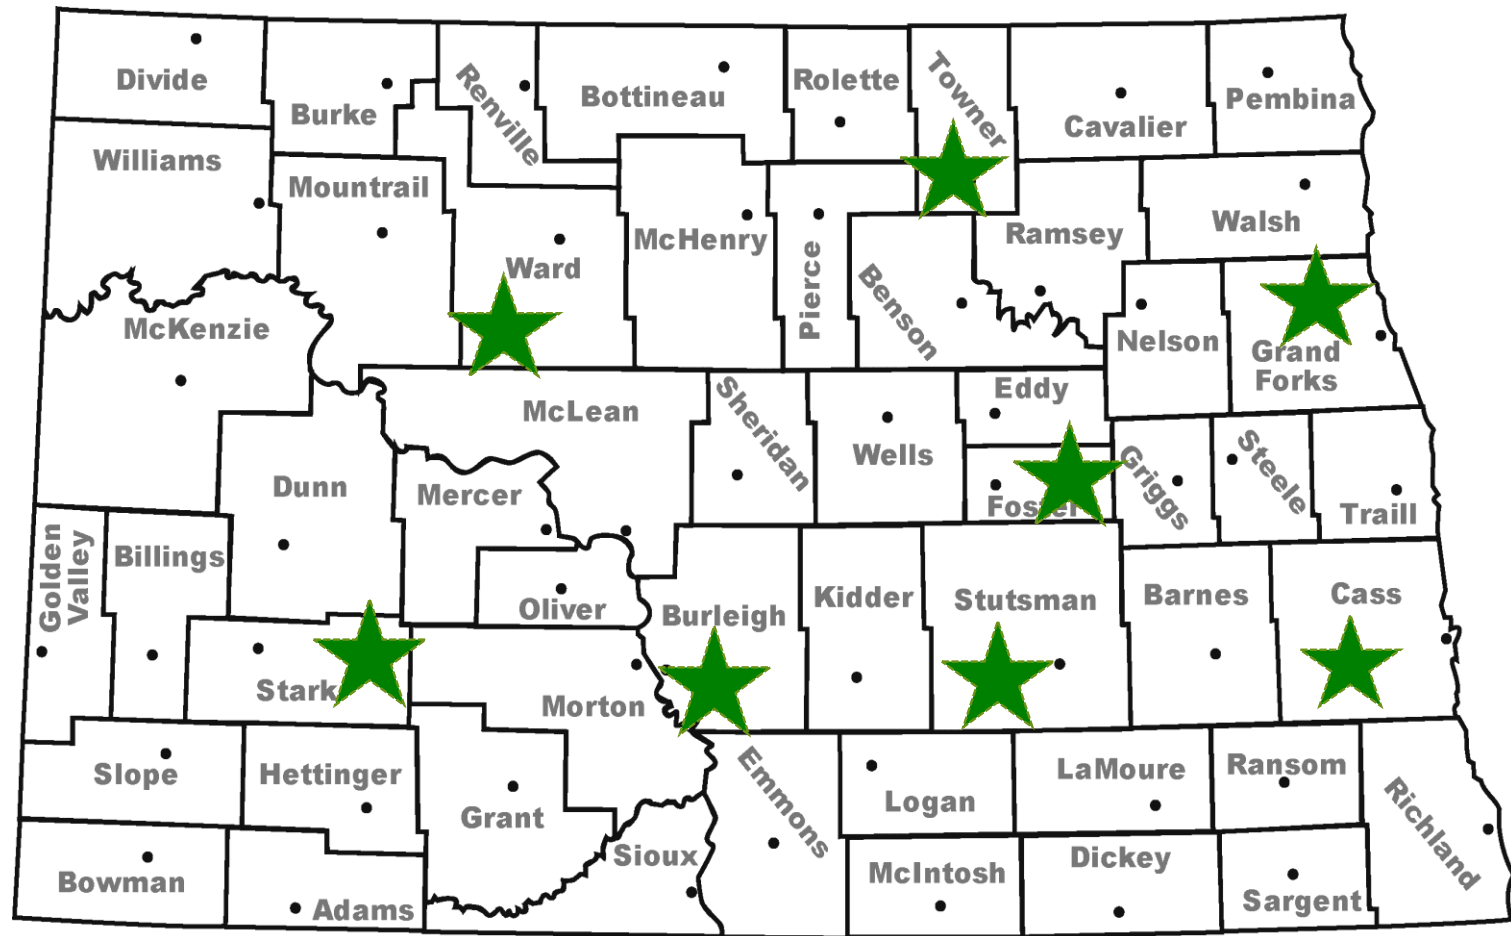 Divide
Burke
Renville
Bottineau
Rolette
Towner
Cavalier
Pembina
Williams
Mountrail
Ward
McHenry
Pierce
Benson
Ramsey
Walsh
McKenzie
Nelson
Grand
Forks
McLean
Sheridan
Wells
Eddy
Foster
Griggs
Steele
Traill
Dunn
Mercer
Golden
Valley
Billings
Oliver
Burleigh
Kidder
Stutsman
Barnes
Cass
Stark
Morton
Slope
Hettinger
Grant
Emmons
Logan
LaMoure
Ransom
Richland
Bowman
Adams
Sioux
McIntosh
Dickey
Sargent